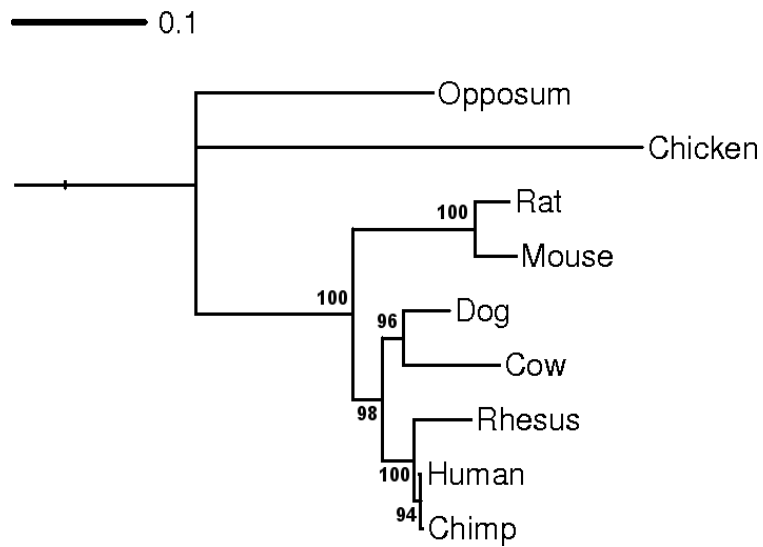 0.1
Opposum
Chicken
100
Rat
Mouse
100
96
Dog
Cow
98
Rhesus
100
Human
94
Chimp